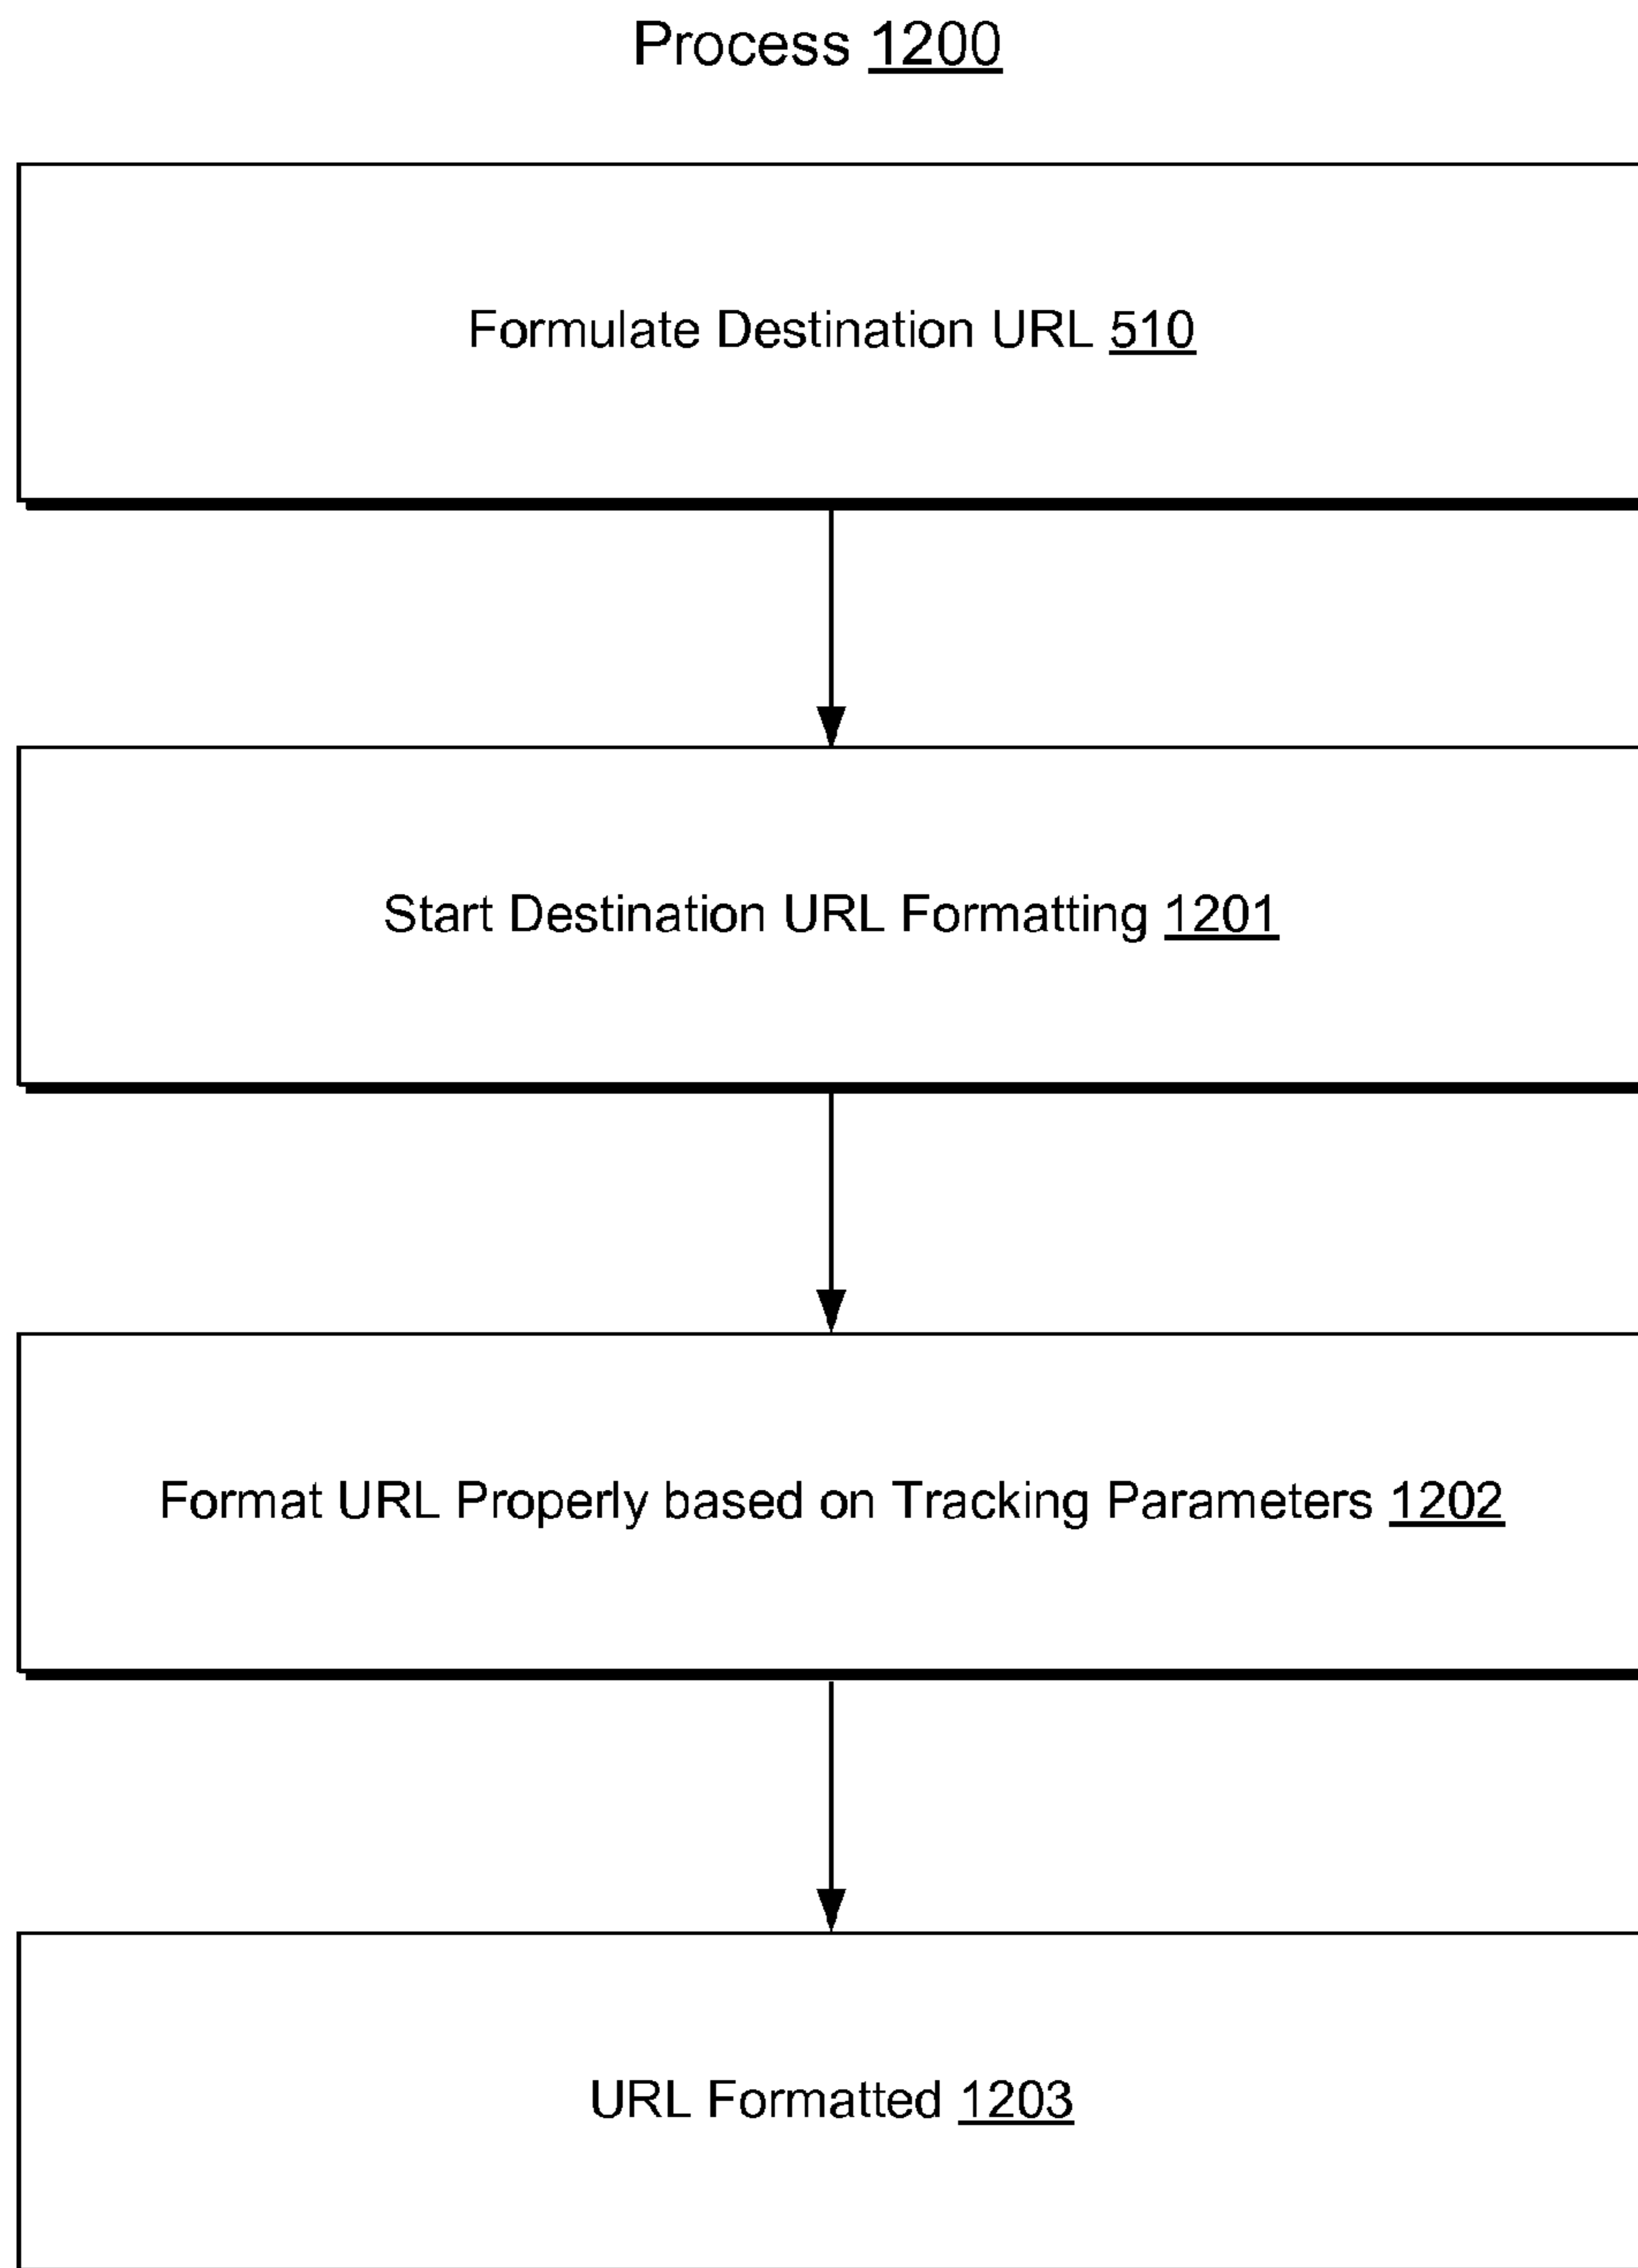 Process 1200
Formulate Destination URL 510
Start Destination URL Formatting 1201
Format URL Properly based on Tracking Parameters 1202
URL Formatted 1203